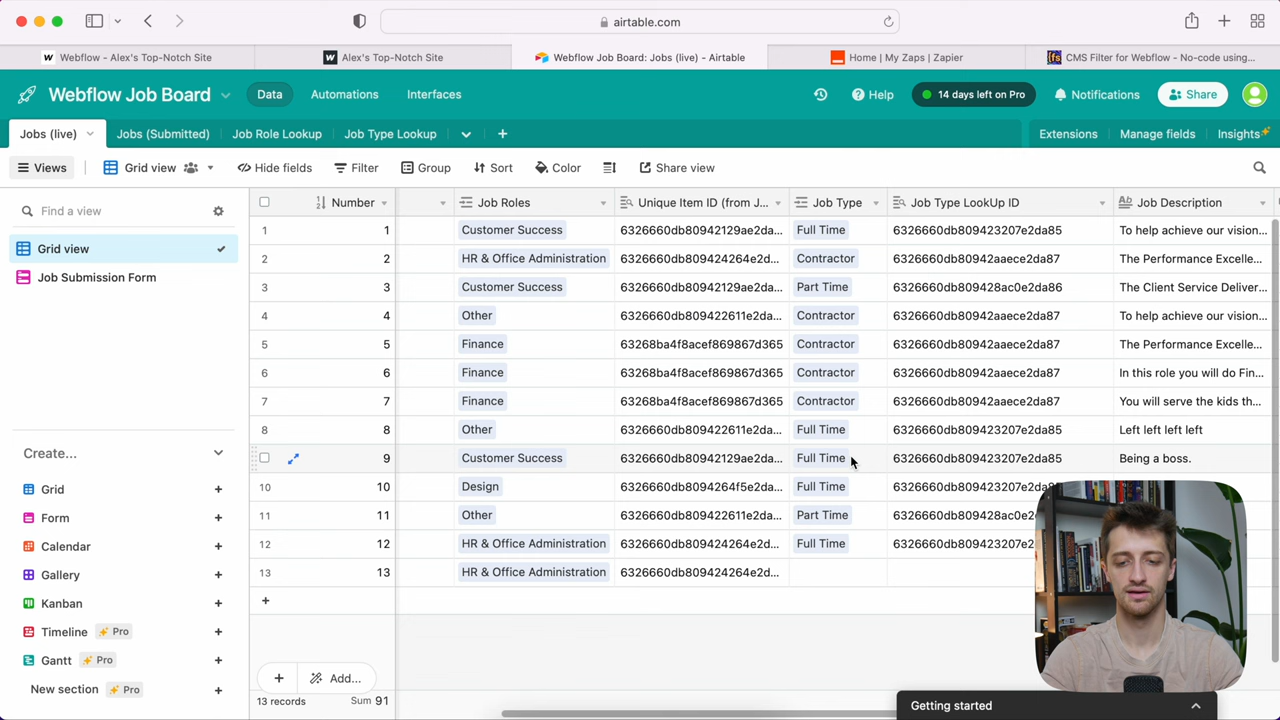 airtable.com
Webflow - Alex's Top-Notch Site
Alex's Top-Notch Site
Webflow Job Board: Jobs (live) - Airtable
Home | My Zaps | Zapier
CMS Filter for Webflow - No-code using...
Webflow Job Board
Data
Automations
Interfaces
Help
14 days left on Pro
Notifications
Share
Jobs (live)
Jobs (Submitted)
Job Role Lookup
Job Type Lookup
Extensions
Manage fields
Insights
Views
Grid view
Hide fields
Filter
Group
Sort
Color
Share view
Find a view
Grid view
Job Submission Form
Create...
Grid
Form
Calendar
Gallery
Kanban
Timeline Pro
Gantt Pro
New section Pro
Number Job Roles Unique Item ID (from J... Job Type Job Type LookUp ID Job Description
1 1 Customer Success 6326660db80942129ae2da... Full Time 6326660db809423207e2da85 To help achieve our vision...
2 2 HR & Office Administration 6326660db809424264e2d... Contractor 6326660db80942aaece2da87 The Performance Excelle...
3 3 Customer Success 6326660db80942129ae2da... Part Time 6326660db809428ac0e2da86 The Client Service Deliver...
4 4 Other 6326660db809422611e2da... Contractor 6326660db80942aaece2da87 To help achieve our vision...
5 5 Finance 63268ba4f8acef869867d365 Contractor 6326660db80942aaece2da87 The Performance Excelle...
6 6 Finance 63268ba4f8acef869867d365 Contractor 6326660db80942aaece2da87 In this role you will do Fin...
7 7 Finance 63268ba4f8acef869867d365 Contractor 6326660db80942aaece2da87 You will serve the kids th...
8 8 Other 6326660db809422611e2da... Full Time 6326660db809423207e2da85 Left left left left
9 Customer Success 6326660db80942129ae2da... Full Time 6326660db809423207e2da85 Being a boss.
10 10 Design 6326660db8094264f5e2da... Full Time 6326660db809423207e2da85
11 11 Other 6326660db809422611e2da... Part Time 6326660db809428ac0e2
12 12 HR & Office Administration 6326660db809424264e2d... Full Time 6326660db809423207e2
13 13 HR & Office Administration 6326660db809424264e2d...
+
Add...
13 records
Sum 91
Getting started